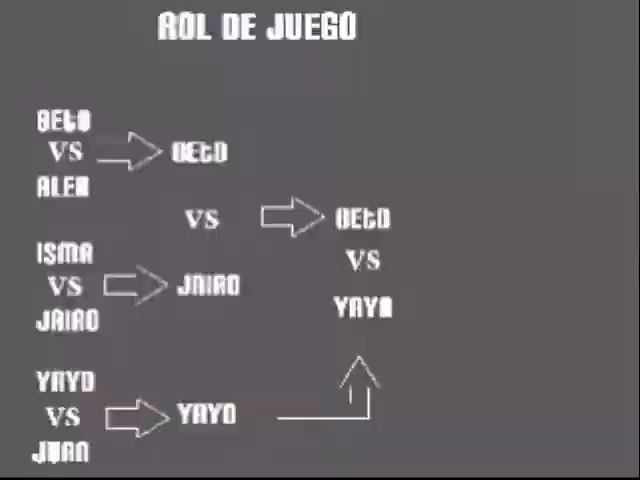 ROL DE JUEGO
BETO
VS
ALEX
BETO
VS
BETO
VS
YAYO
ISMA
VS
JAIRO
JAIRO
YAYO
VS
JUAN
YAYO